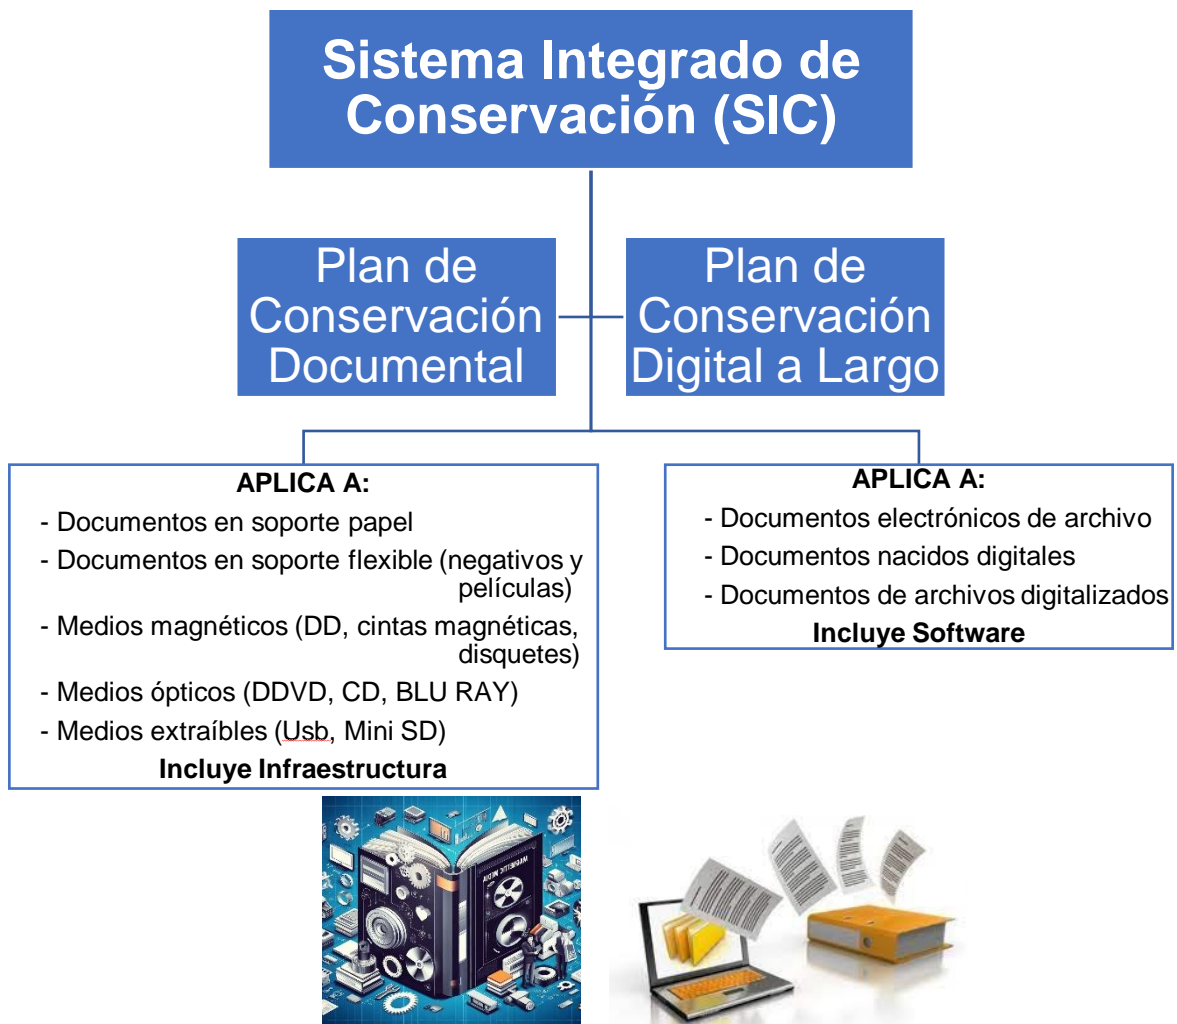 Sistema Integrado de
Conservación (SIC)
Plan de
Conservación
Documental
Plan de
Conservación
Digital a Largo
APLICA A:
- Documentos en soporte papel
- Documentos en soporte flexible (negativos y
películas)
- Medios magnéticos (DD, cintas magnéticas,
disquetes)
- Medios ópticos (DDVD, CD, BLU RAY)
- Medios extraíbles (Usb, Mini SD)
Incluye Infraestructura
APLICA A:
- Documentos electrónicos de archivo
- Documentos nacidos digitales
- Documentos de archivos digitalizados
Incluye Software